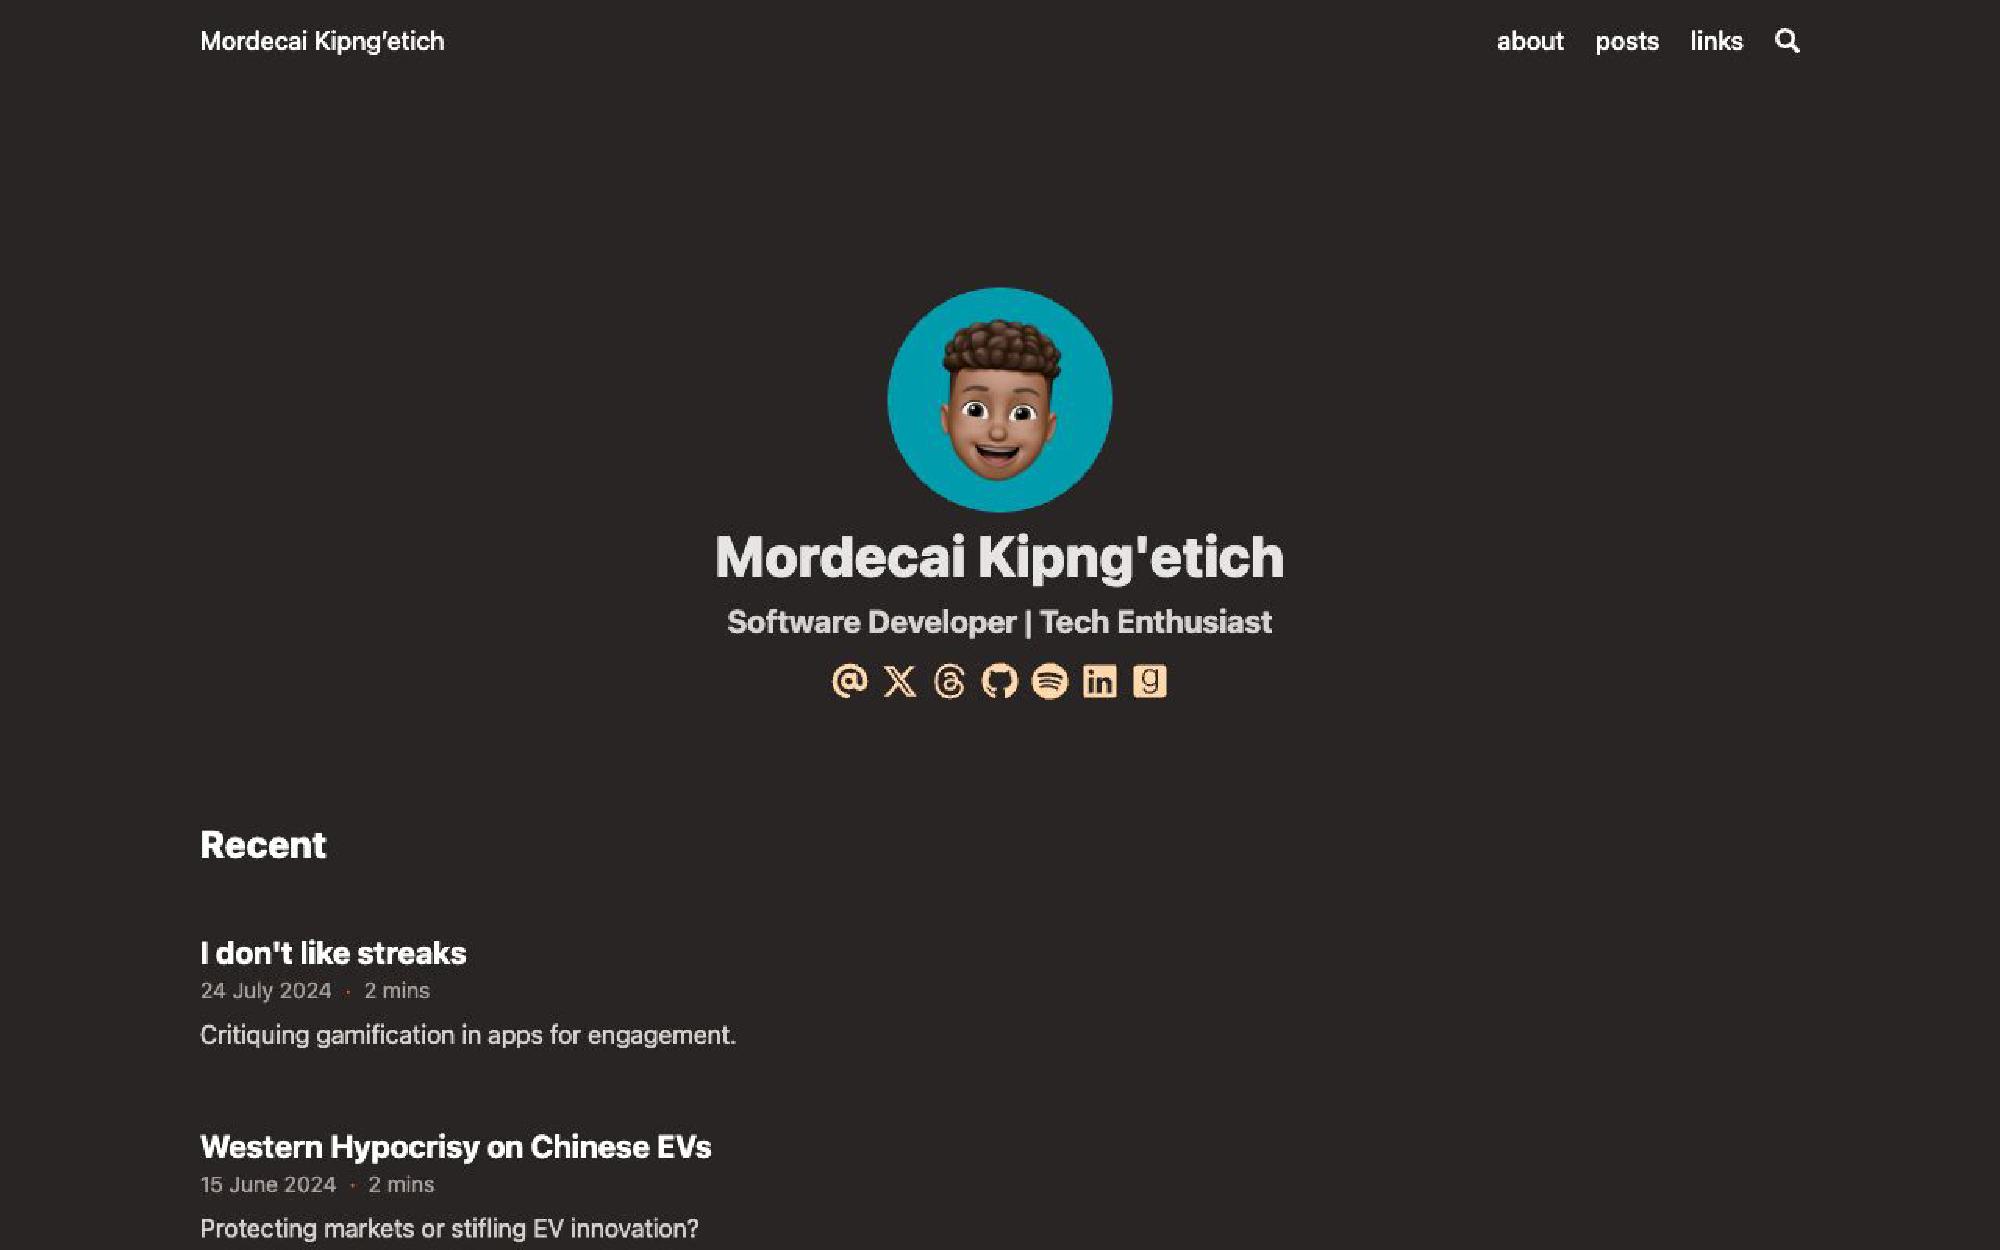 Mordecai Kipng’etich
about posts links
Mordecai Kipng'etich
Software Developer | Tech Enthusiast
Recent
I don't like streaks
24 July 2024 · 2 mins
Critiquing gamification in apps for engagement.
Western Hypocrisy on Chinese EVs
15 June 2024 · 2 mins
Protecting markets or stifling EV innovation?